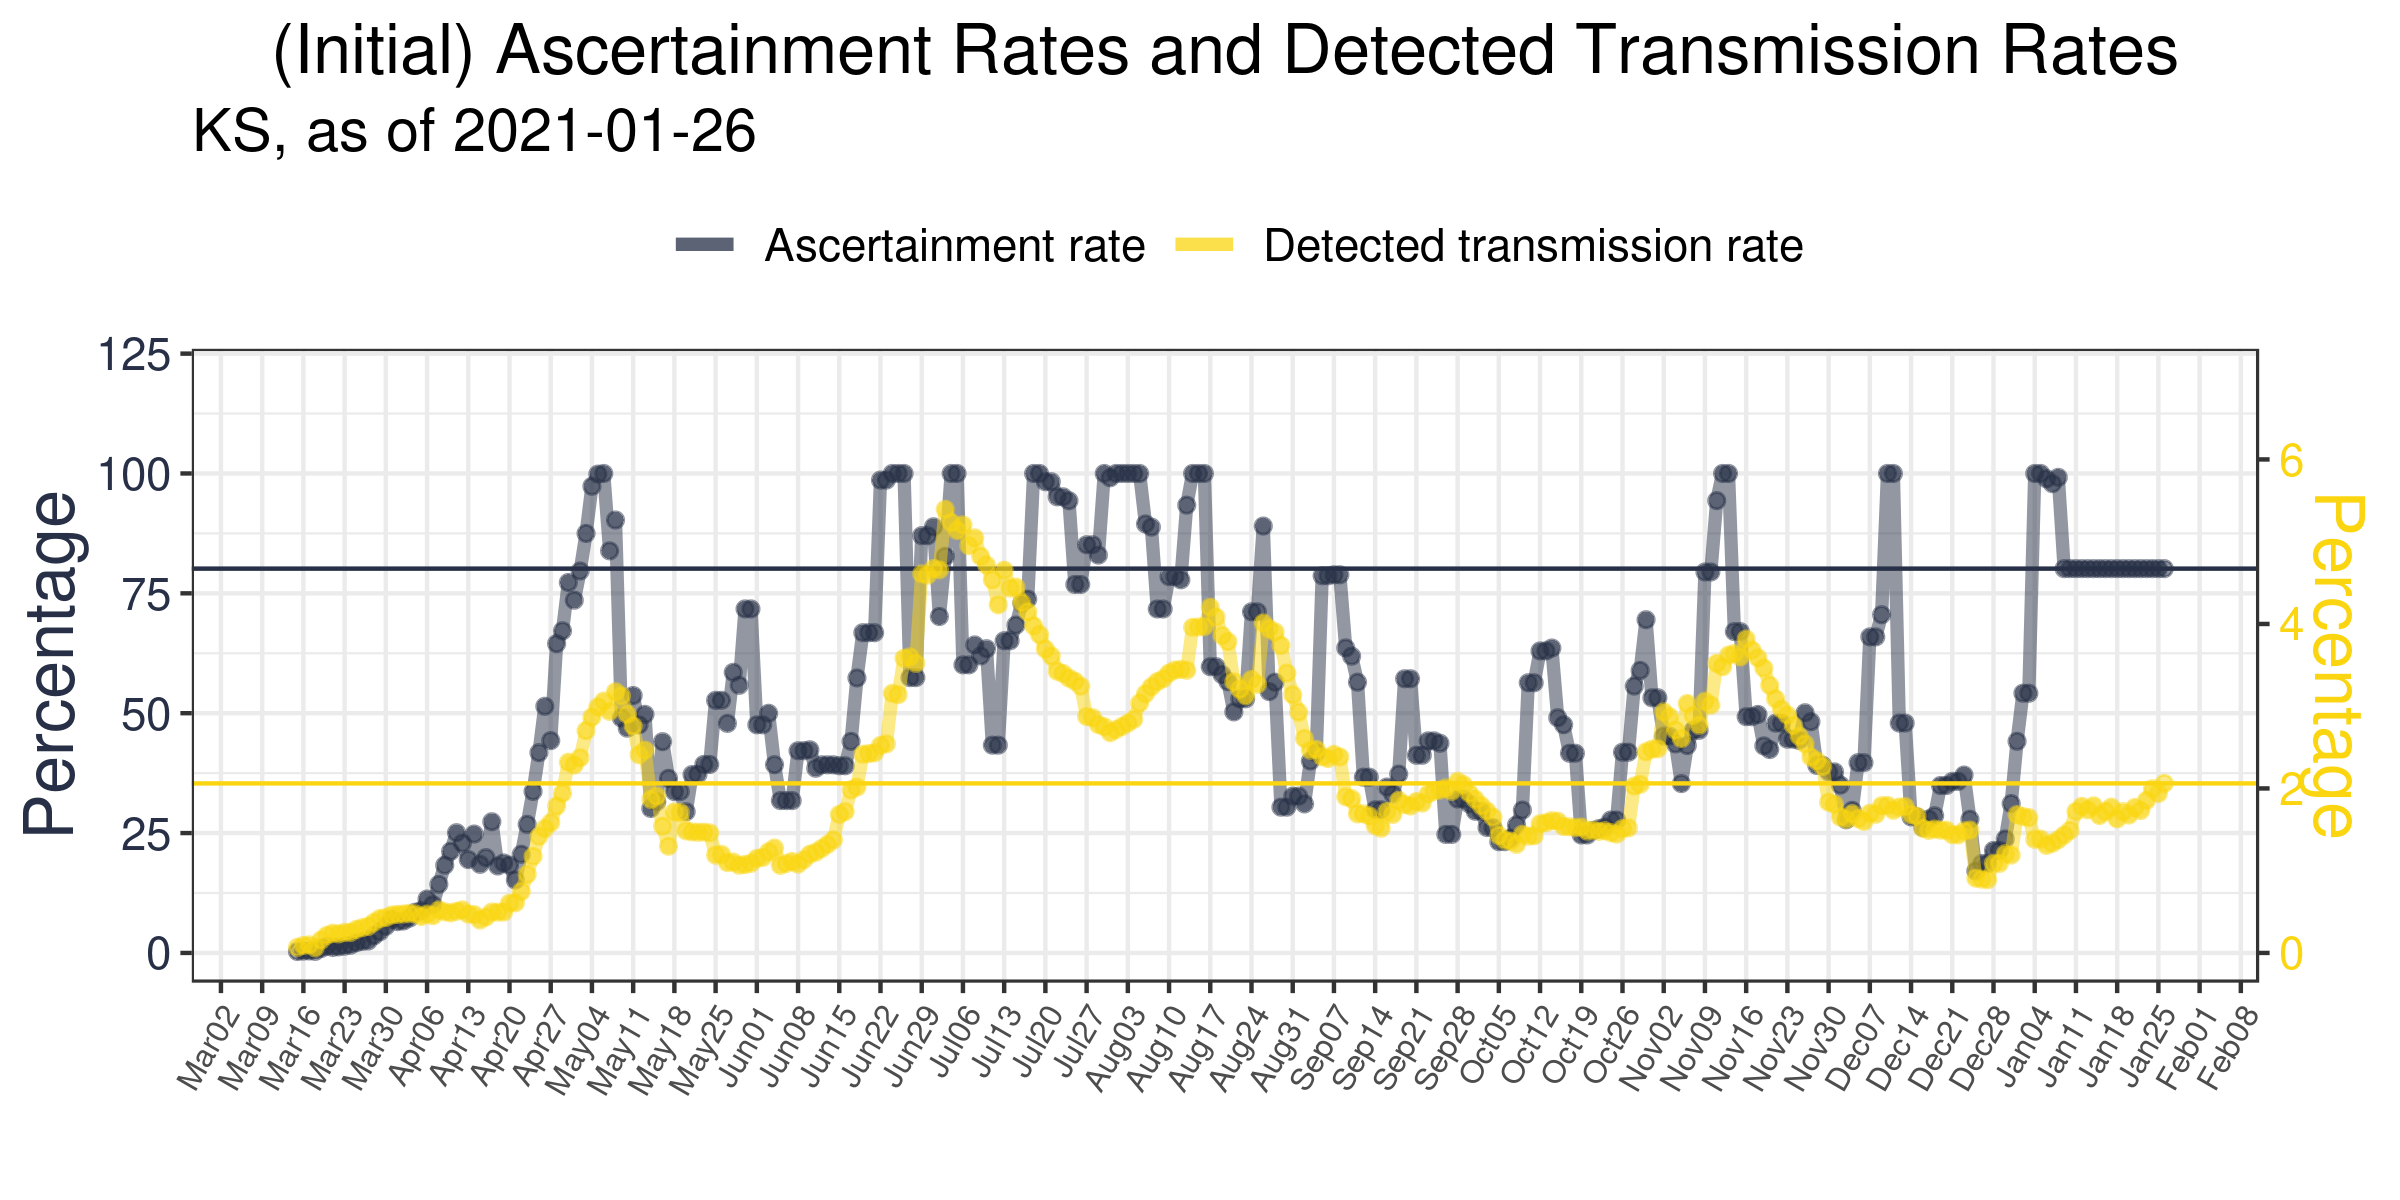 (Initial) Ascertainment Rates and Detected Transmission Rates
KS, as of 2021-01-26
Ascertainment rate
Detected transmission rate
Percentage
125
100
75
50
25
0
6
4
2
0
Percentage
Mar02
Mar09
Mar16
Mar23
Mar30
Apr06
Apr13
Apr20
Apr27
May04
May11
May18
May25
Jun01
Jun08
Jun15
Jun22
Jun29
Jul06
Jul13
Jul20
Jul27
Aug03
Aug10
Aug17
Aug24
Aug31
Sep07
Sep14
Sep21
Sep28
Oct05
Oct12
Oct19
Oct26
Nov02
Nov09
Nov16
Nov23
Nov30
Dec07
Dec14
Dec21
Dec28
Jan04
Jan11
Jan18
Jan25
Feb01
Feb08